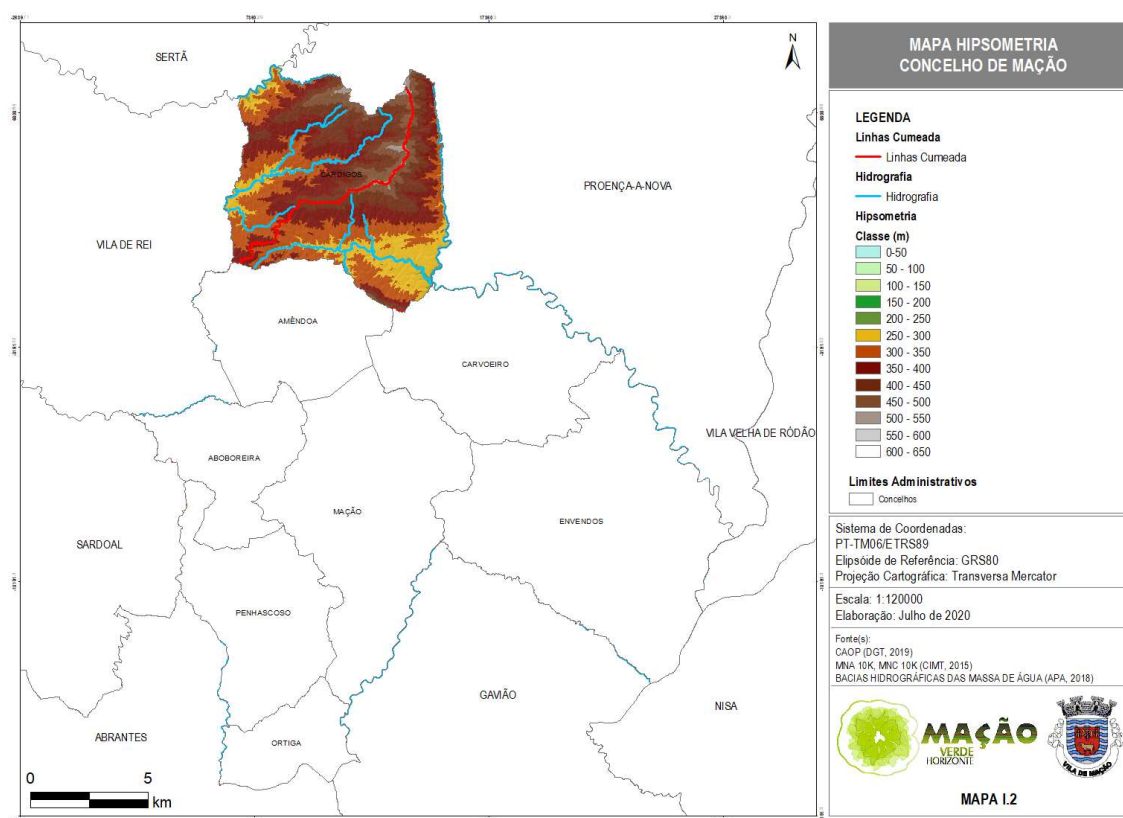 SERTÃ
N
CARDIGOS
PROENÇA-A-NOVA
VILA DE REI
AMÊNDOA
CARVOEIRO
VILA VELHA DE RÓDÃO
ABOBOREIRA
MAÇÃO
ENVENDOS
SARDOAL
PENHASCOSO
GAVIÃO
NISA
ABRANTES
ORTIGA
0 5
km
MAPA HIPSOMETRIA
CONCELHO DE MAÇÃO
LEGENDA
Linhas Cumeada
Linhas Cumeada
Hidrografia
Hidrografia
Hipsometria
Classe (m)
0-50
50 - 100
100 - 150
150 - 200
200 - 250
250 - 300
300 - 350
350 - 400
400 - 450
450 - 500
500 - 550
550 - 600
600 - 650
Limites Administrativos
Concelhos
Sistema de Coordenadas:
PT-TM06/ETRS89
Elipsóide de Referência: GRS80
Projeção Cartográfica: Transversa Mercator
Escala: 1:120000
Elaboração: Julho de 2020
Fonte(s):
CAOP (DGT, 2019)
MNA 10K, MNC 10K (CIMT, 2015)
BACIAS HIDROGRÁFICAS DAS MASSA DE ÁGUA (APA, 2018)
MAÇÃO
VERDE
HORIZONTE
VILA DE MAÇÃO
MAPA I.2